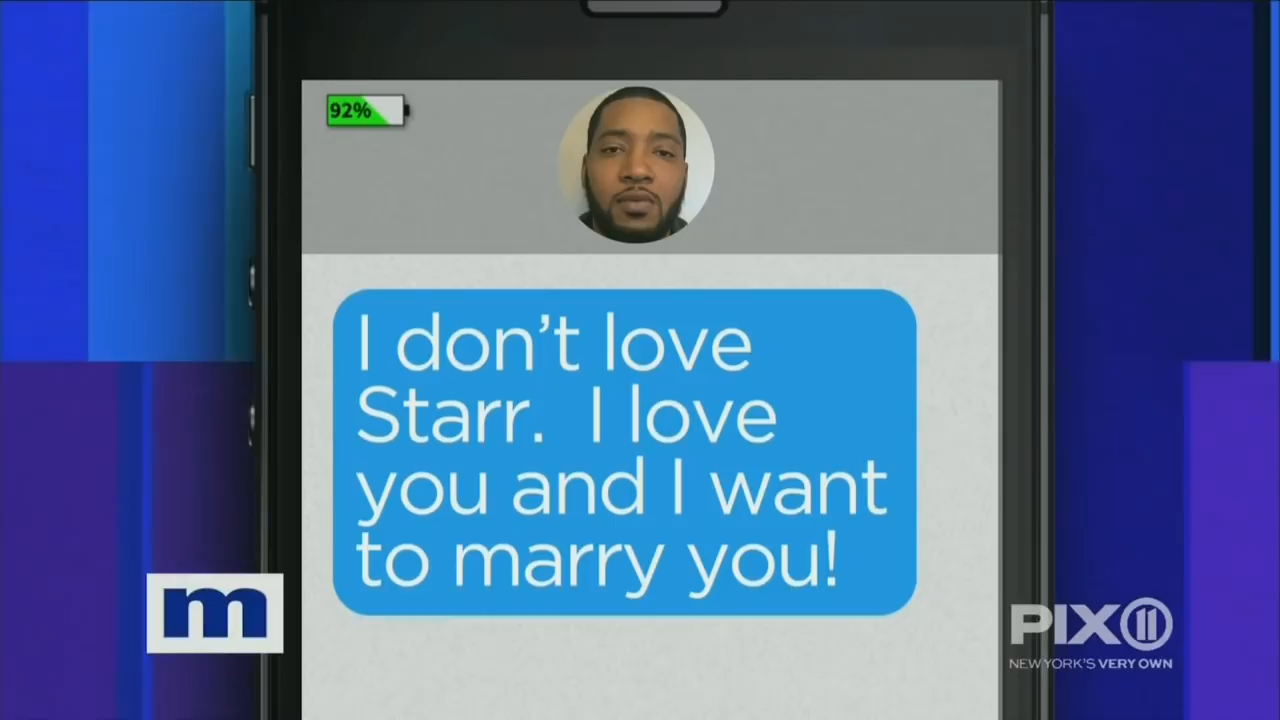 92%
I don't love
Starr.  I love
you and I want
to marry you!
m
PIX11
NEW YORK'S VERY OWN